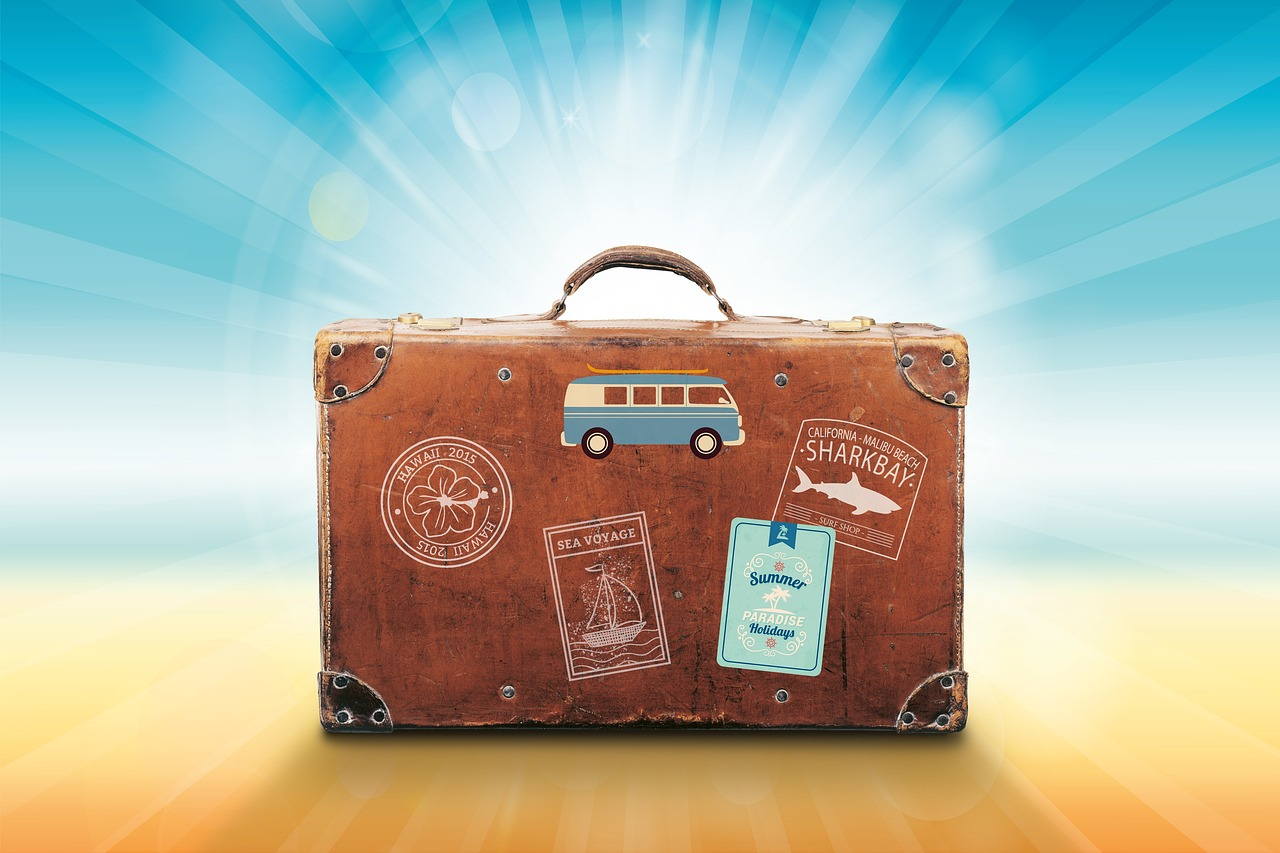 HAWAII 2015
HAWAII 2015
SEA VOYAGE
CALIFORNIA - MALIBU BEACH
·SHARKBAY·
- SURF SHOP -
Summer
PARADISE
Holidays